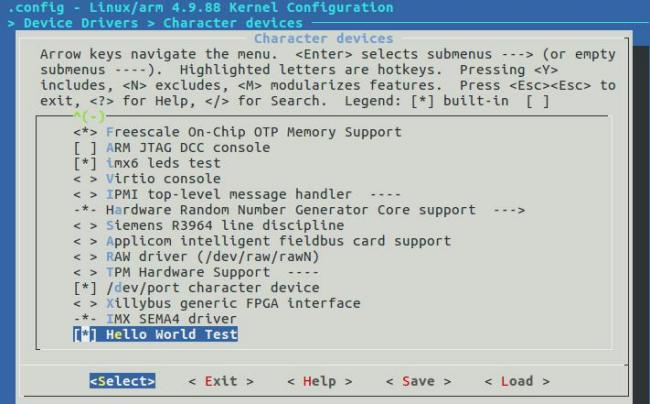 .config - Linux/arm 4.9.88 Kernel Configuration
> Device Drivers > Character devices
Character devices
Arrow keys navigate the menu.  <Enter> selects submenus ---> (or empty
submenus ----).  Highlighted letters are hotkeys.  Pressing <Y>
includes, <N> excludes, <M> modularizes features.  Press <Esc><Esc> to
exit, <?> for Help, </> for Search.  Legend: [*] built-in  [ ]
^(-)
<*> Freescale On-Chip OTP Memory Support
[ ] ARM JTAG DCC console
[*] imx6 leds test
< > Virtio console
< > IPMI top-level message handler  ----
-*- Hardware Random Number Generator Core support  --->
< > Siemens R3964 line discipline
< > Applicom intelligent fieldbus card support
< > RAW driver (/dev/raw/rawN)
< > TPM Hardware Support  ----
[*] /dev/port character device
< > Xillybus generic FPGA interface
-*- IMX SEMA4 driver
[*] Hello World Test
<Select>    < Exit >    < Help >    < Save >    < Load >